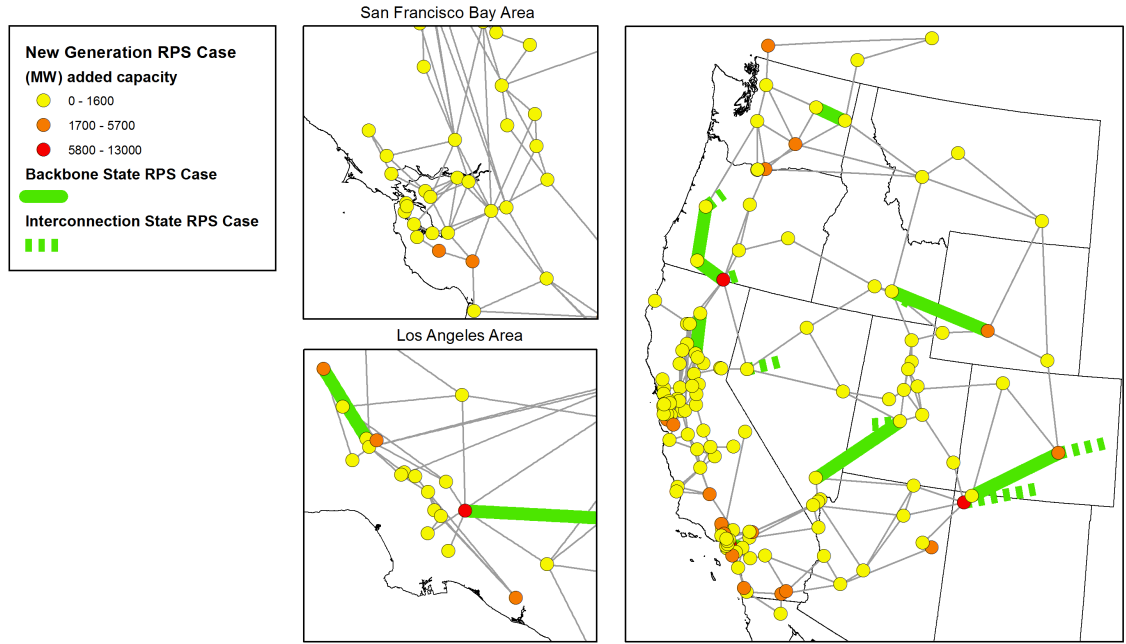 San Francisco Bay Area
New Generation RPS Case
(MW) added capacity
0 - 1600
1700 - 5700
5800 - 13000
Backbone State RPS Case
Interconnection State RPS Case
Los Angeles Area